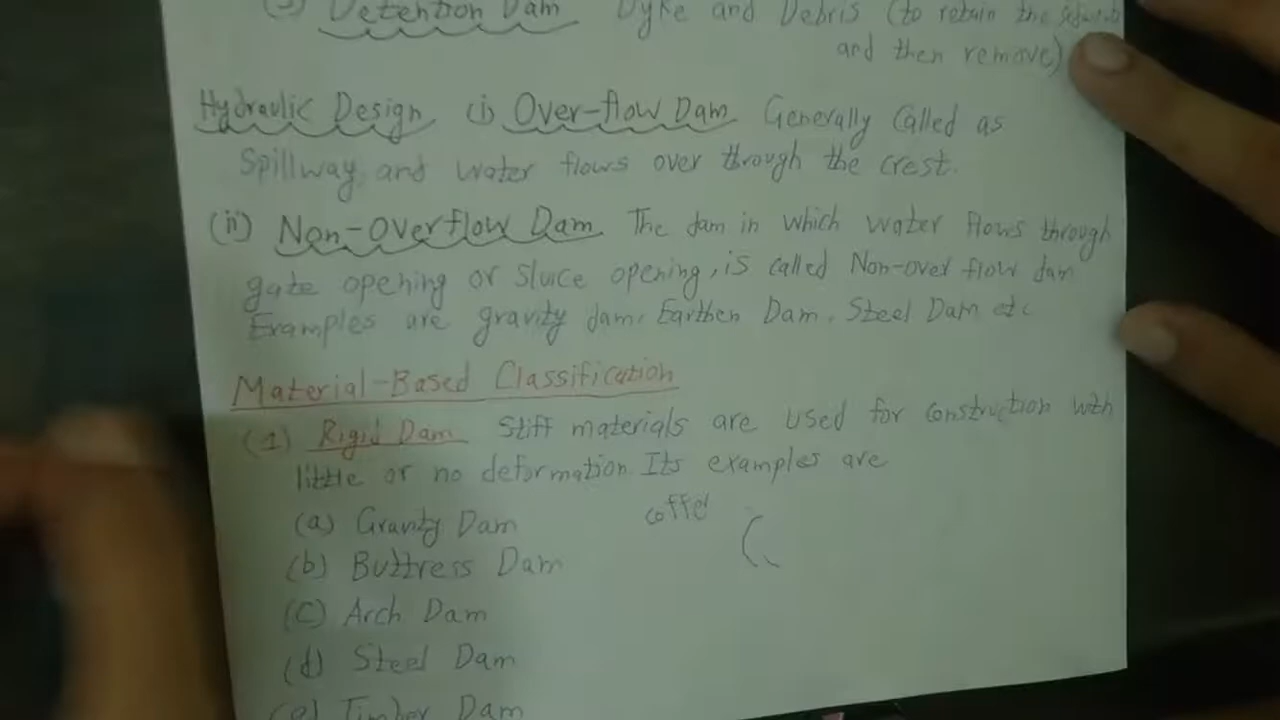 (3) Detention Dam Dyke and Debris (to retain the
and then remove)
Hydraulic Design (i) Over-flow Dam Generally Called as
Spillway and water flows over through the crest.
(ii) Non-Overflow Dam The dam in which water flows through
gate opening or sluice opening, is called Non-over flow dam
Examples are gravity dam, Earthen Dam, Steel Dam etc
Material-Based Classification
(1) Rigid Dam Stiff materials are used for construction with
little or no deformation. Its examples are
(a) Gravity Dam
coffe
(b) Buttress Dam
(c) Arch Dam
(d) Steel Dam
(e) Timber Dam